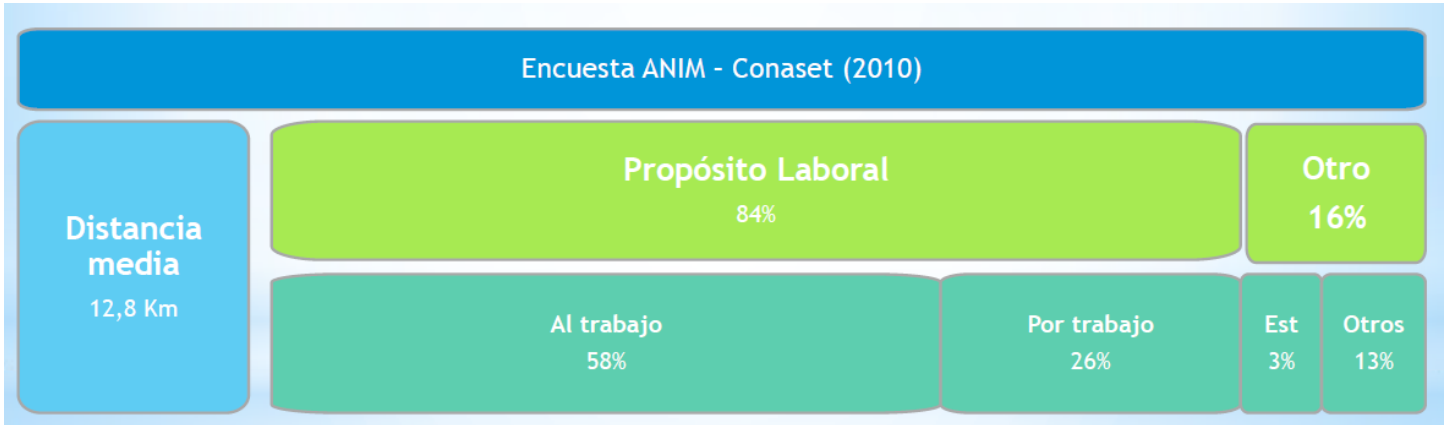 Encuesta ANIM - Conaset (2010)
Distancia
media
12,8 Km
Propósito Laboral
84%
Otro
16%
Al trabajo
58%
Por trabajo
26%
Est
3%
Otros
13%